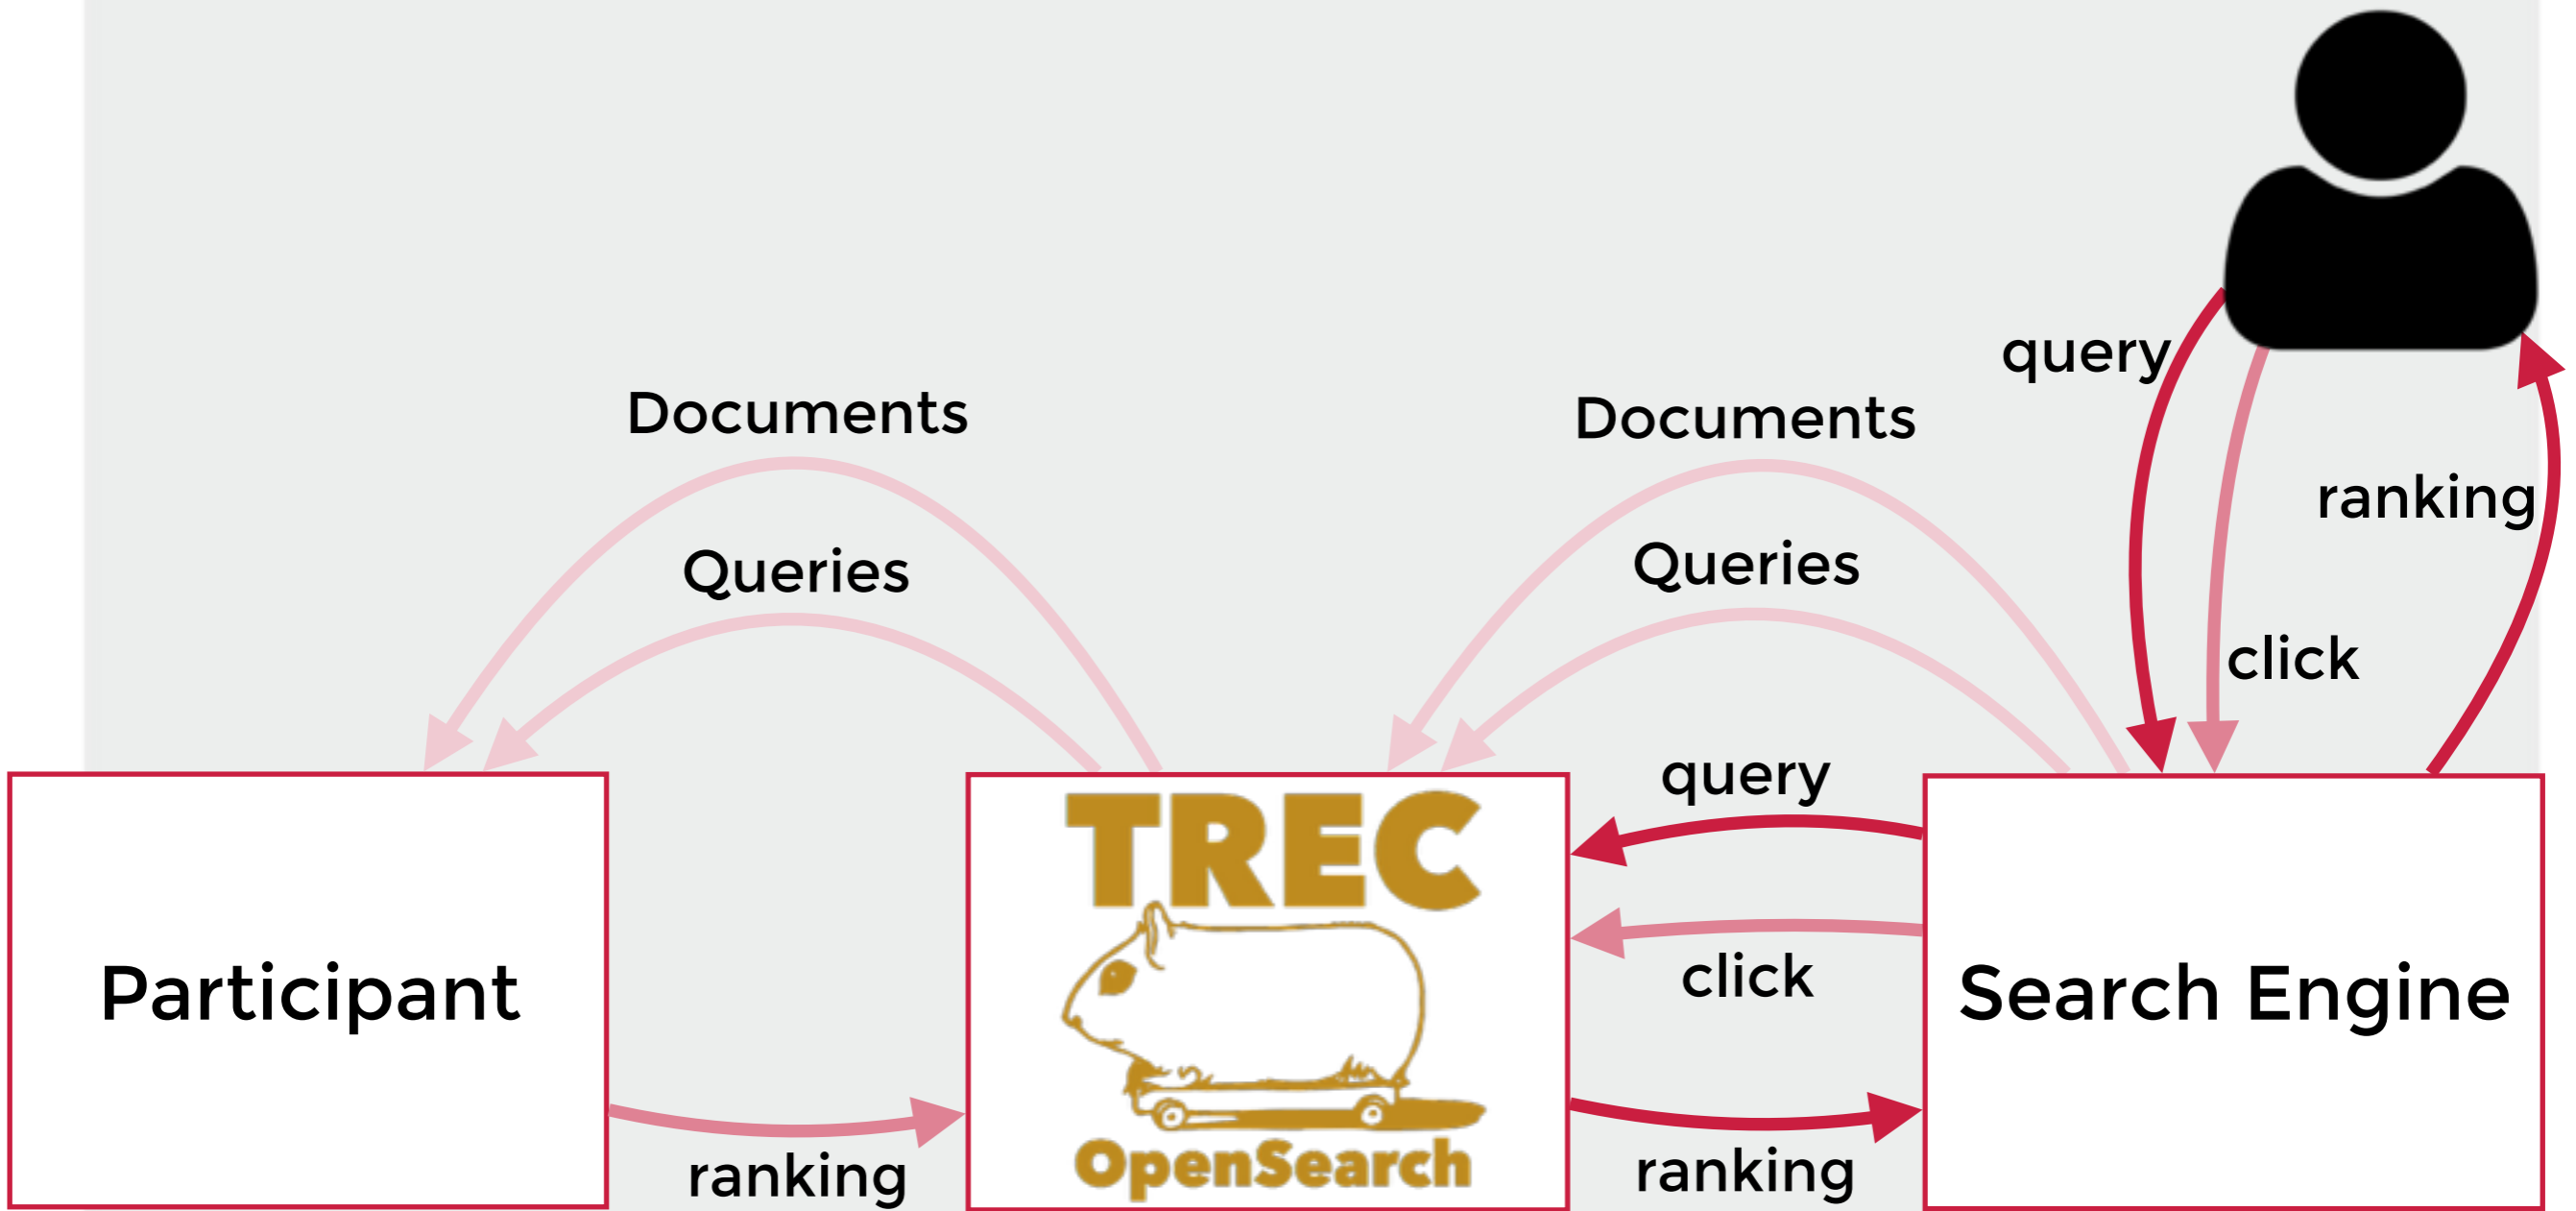 query
Documents
Documents
ranking
Queries
Queries
click
query
TREC
click
Participant
Search Engine
OpenSearch
ranking
ranking